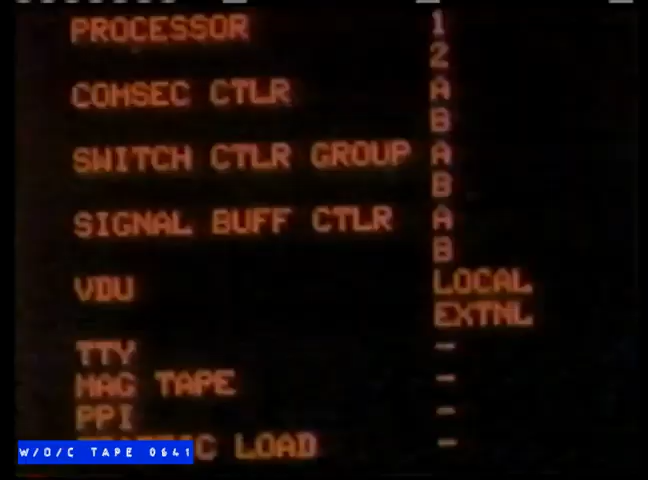 PROCESSOR 1
2
COMSEC CTLR A
B
SWITCH CTLR GROUP A
B
SIGNAL BUFF CTLR A
B
VDU LOCAL
EXTNL
TTY -
MAG TAPE -
PPI -
LOAD -
W/O/C TAPE 0641